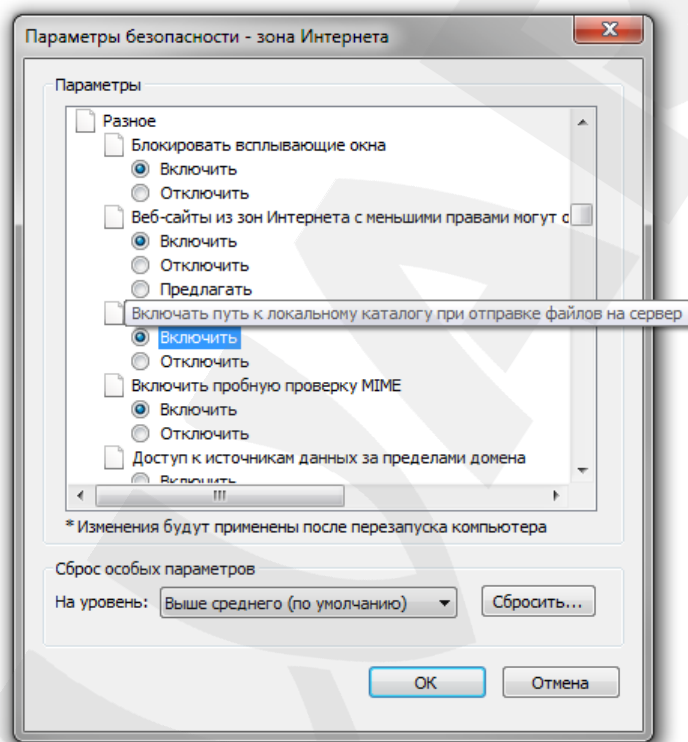 Параметры безопасности - зона Интернета
Параметры
Разное
Блокировать всплывающие окна
Включить
Отключить
Веб-сайты из зон Интернета с меньшими правами могут о
Включить
Отключить
Предлагать
Включать путь к локальному каталогу при отправке файлов на сервер
Включить
Отключить
Включить пробную проверку MIME
Включить
Отключить
Доступ к источникам данных за пределами домена
Включить
* Изменения будут применены после перезапуска компьютера
Сброс особых параметров
На уровень: Выше среднего (по умолчанию) Сбросить...
ОК Отмена